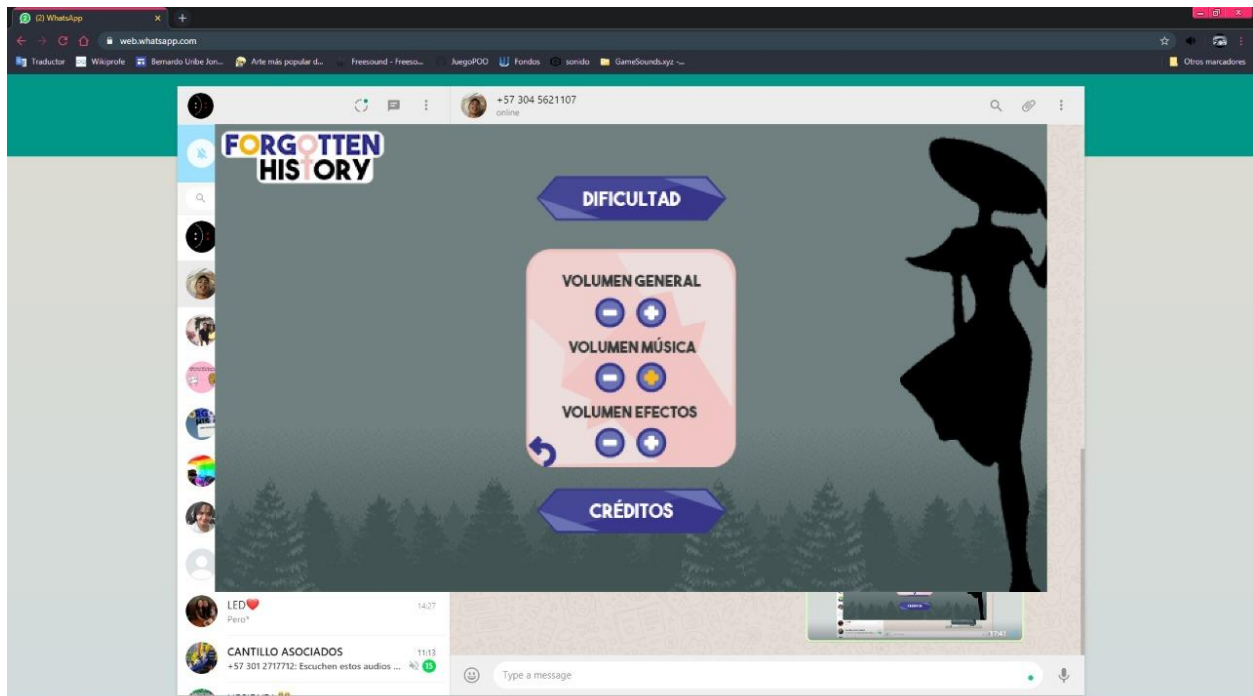 (2) WhatsApp
web.whatsapp.com
Traductor
Wikiprofe
Bernardo Uribe Jon...
Arte más popular d...
Freesound - Freeso...
JuegoPOO
Fondos
sonido
GameSounds.xyz -...
Otros marcadores
+57 304 5621107
online
FORGOTTEN
HISTORY
DIFICULTAD
VOLUMEN GENERAL
VOLUMEN MÚSICA
VOLUMEN EFECTOS
CRÉDITOS
LED❤️ 14:27
Pero*
17:41
CANTILLO ASOCIADOS 11:13
+57 301 2717712: Escuchen estos audios ... 15
Type a message